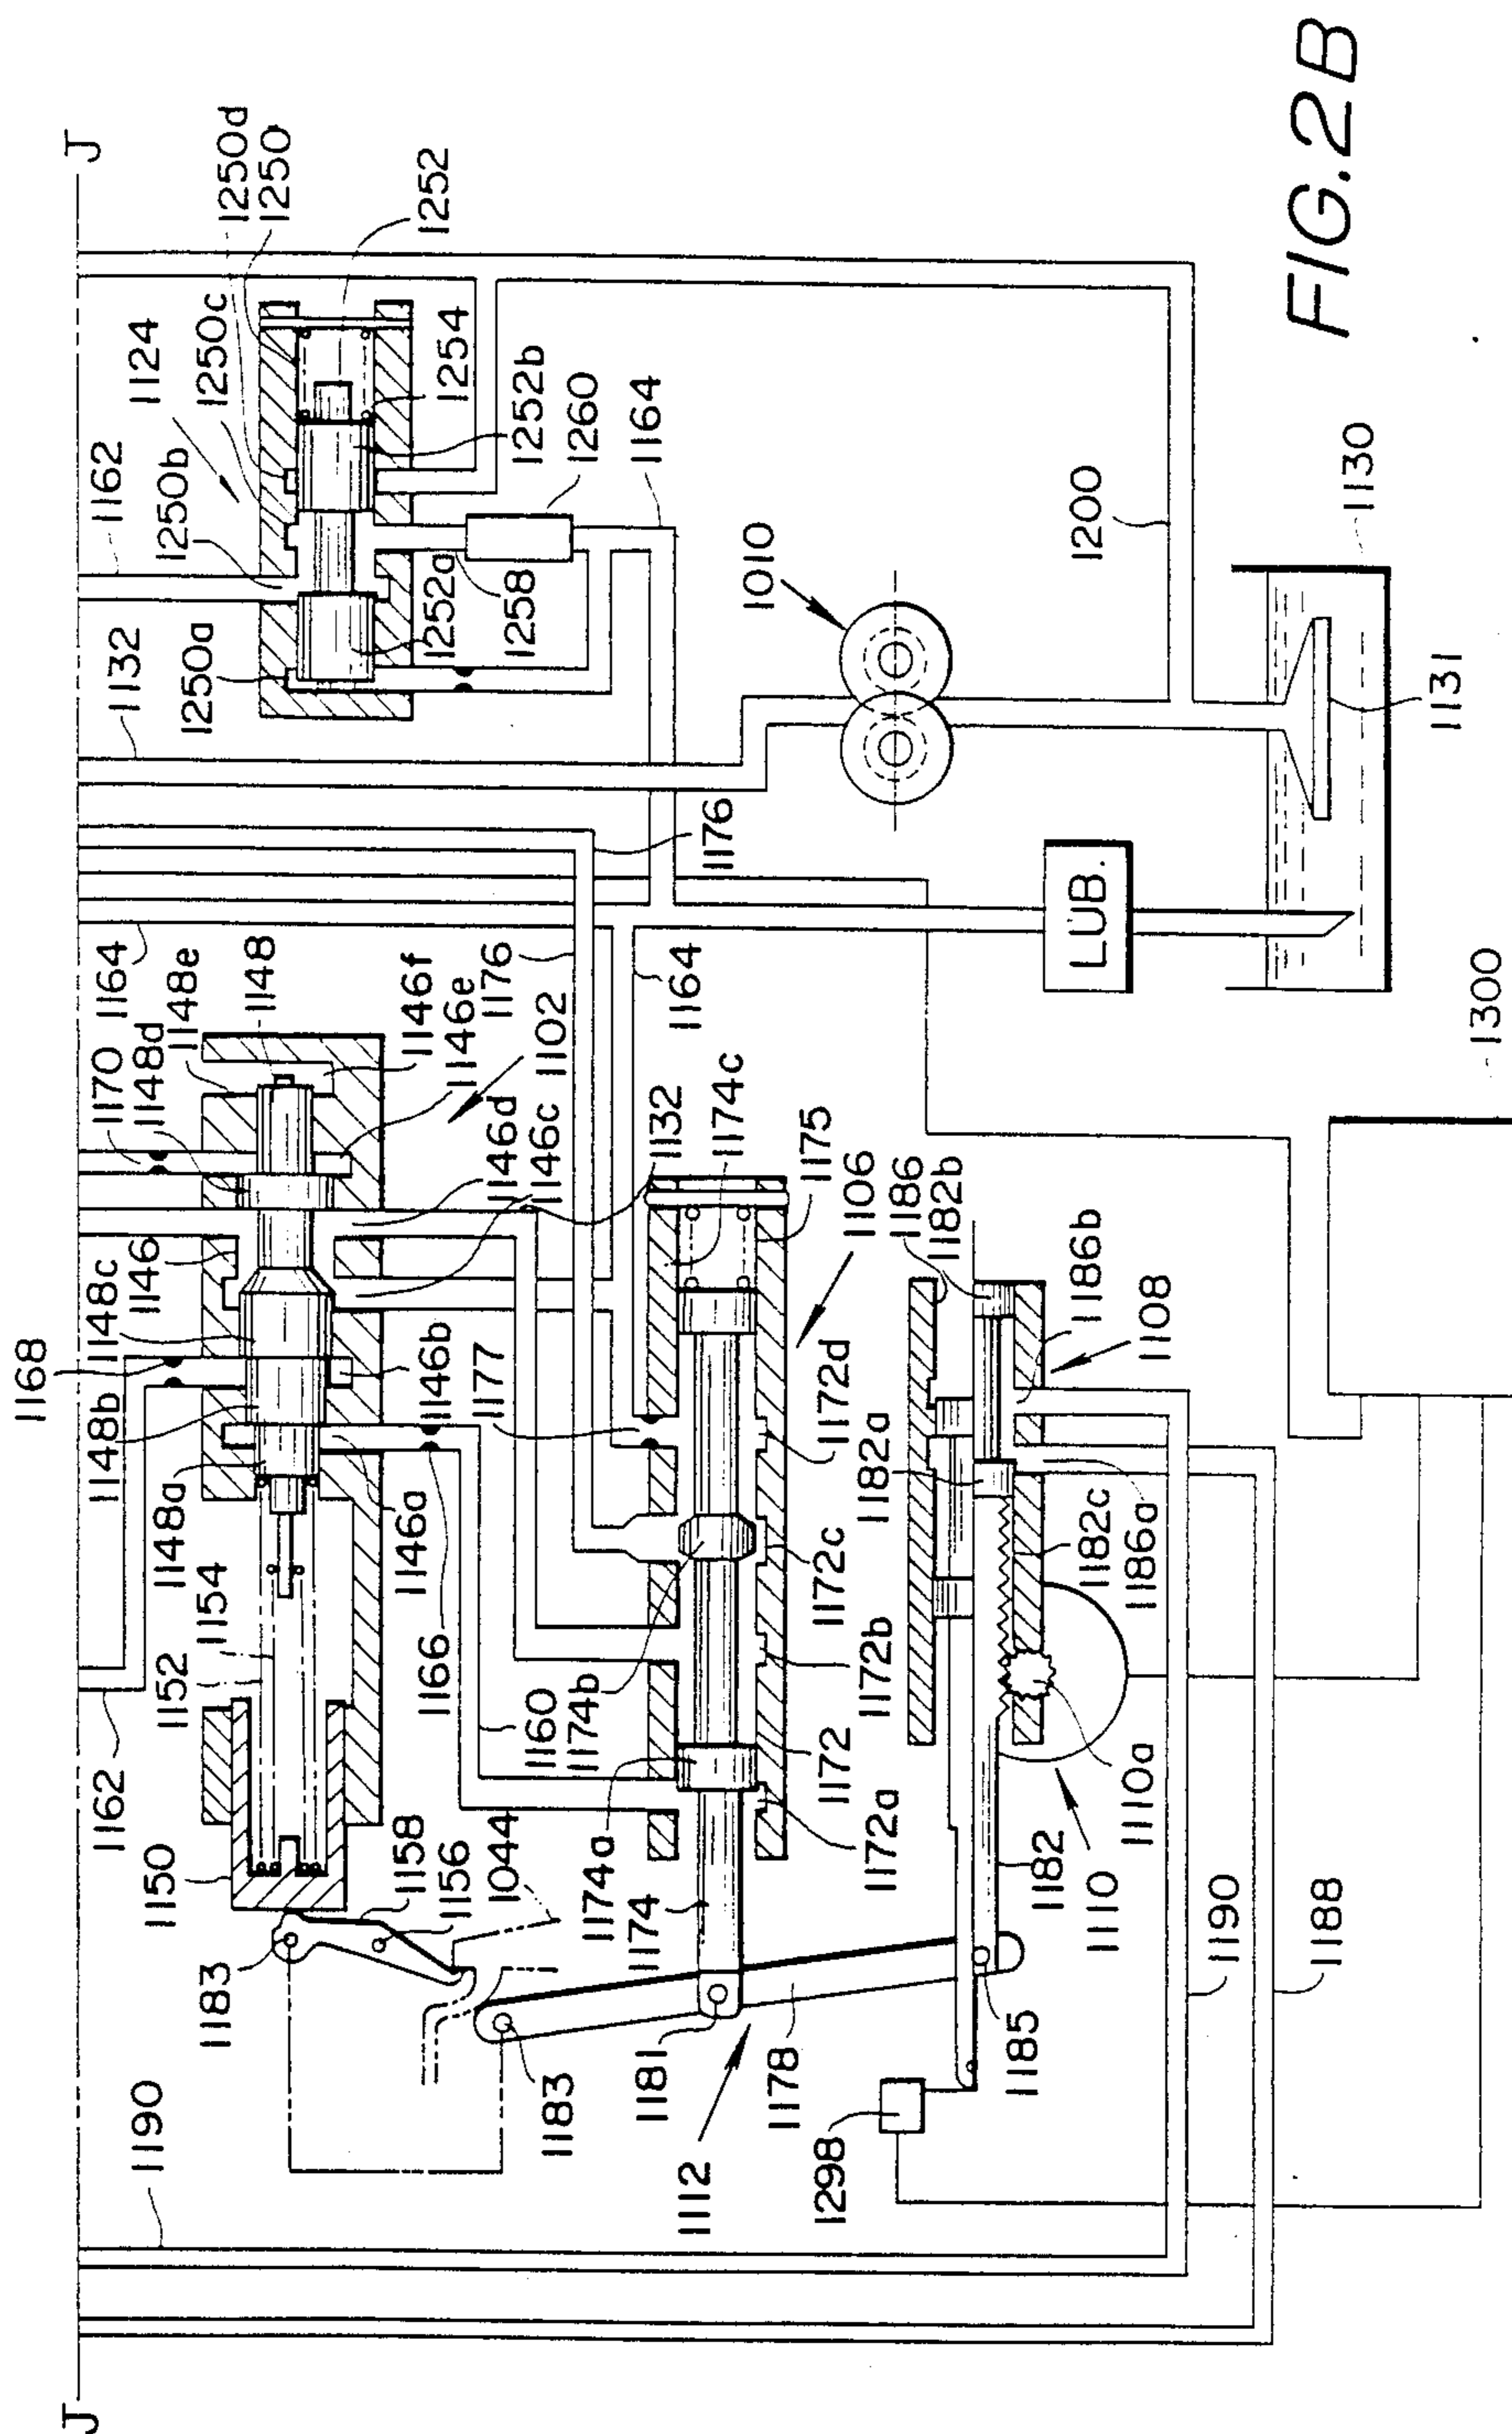 FIG.2B
J
J
1250d
1250
1252
1250c
1124
1254
1252b
1260
1164
1162
1250b
1252a
1258
1250a
1132
1010
1200
1130
1131
1176
LUB.
1300
1164
1148e
1148
1146f
1146e
1176
1102
1170
1148d
1146d
1146c
1132
1164
1174c
1175
1106
1146
1148c
1168
1148b
1146b
1177
1172d
1182a
1186
1182b
1186b
1108
1148a
1154
1152
1146a
1166
1160
1174b
1172c
1172b
1182c
1186a
1162
1150
1158
1156
1044
1174a
1174
1172
1172a
1182
1110
1110a
1190
1188
1183
1183
1181
1178
1185
1112
1298
1190